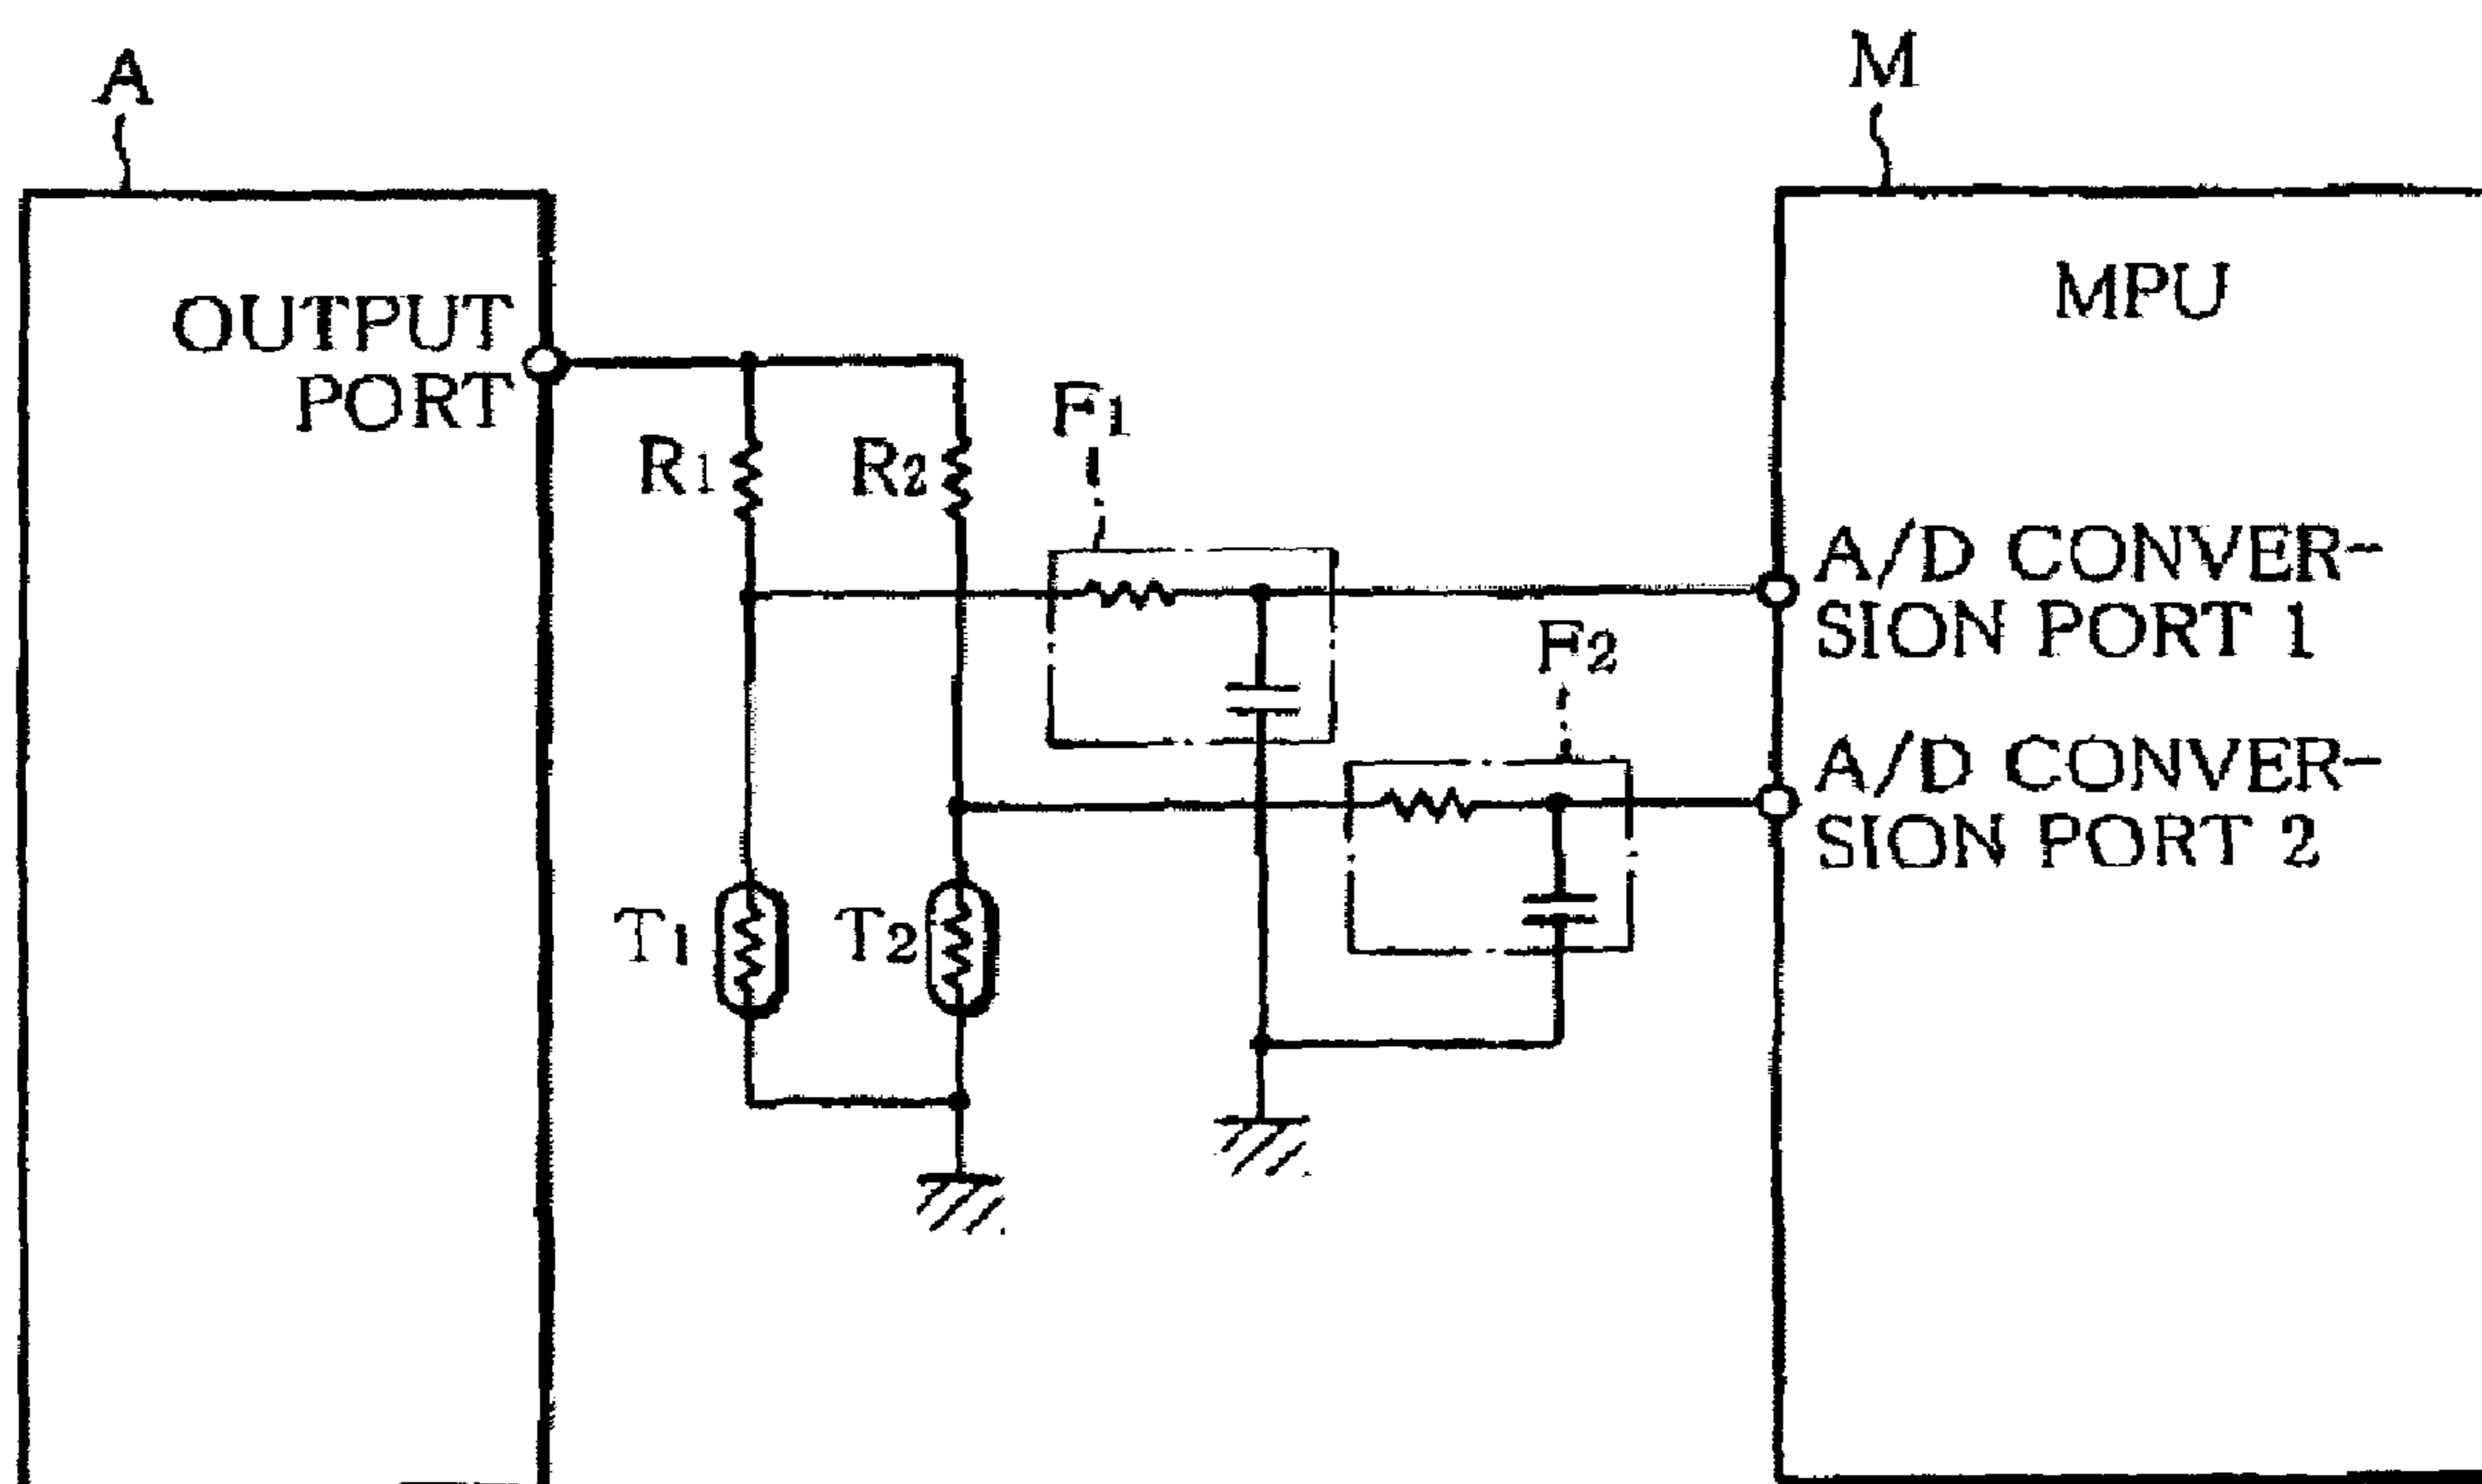 A
M
OUTPUT
PORT
MPU
F1
R1
R2
A/D CONVER-
SION PORT 1
F2
A/D CONVER-
SION PORT 2
T1
T2